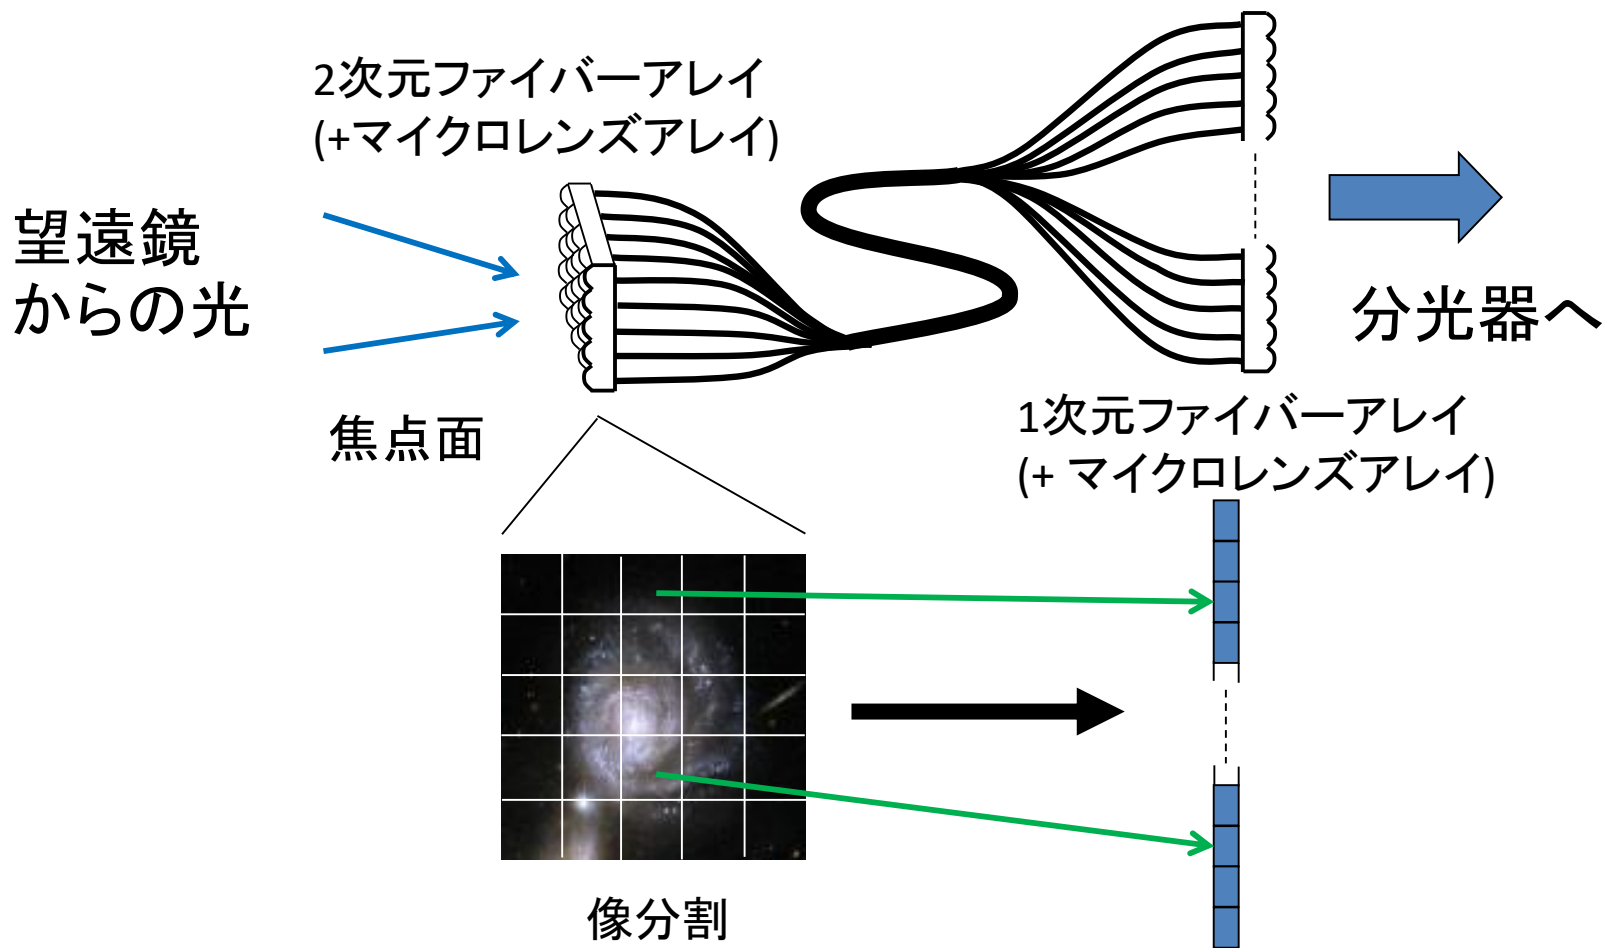 2次元ファイバーアレイ
(+マイクロレンズアレイ)
望遠鏡
からの光
焦点面
分光器へ
1次元ファイバーアレイ
(+ マイクロレンズアレイ)
像分割